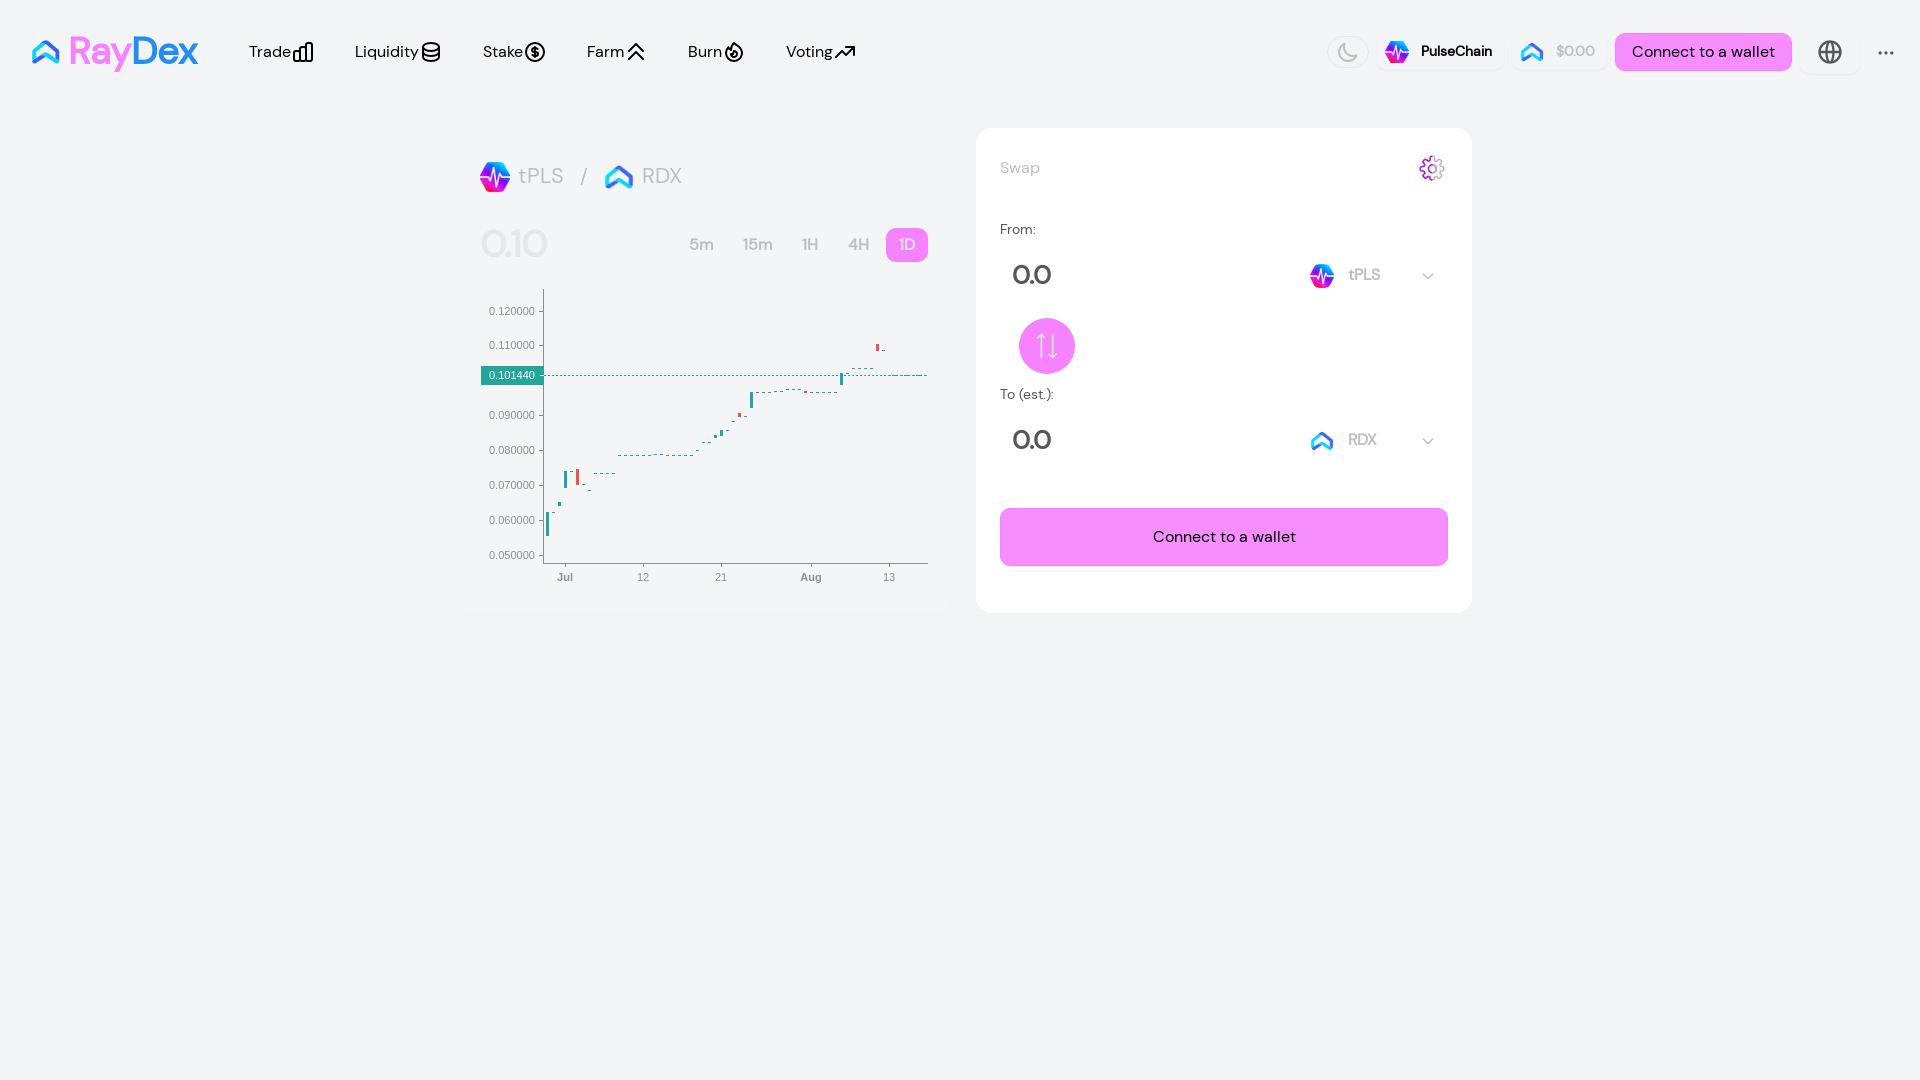 RayDex
Trade Liquidity Stake Farm Burn Voting
PulseChain $0.00 Connect to a wallet
tPLS / RDX
0.10
5m 15m 1H 4H 1D
0.120000
0.110000
0.101440
0.090000
0.080000
0.070000
0.060000
0.050000
Jul 12 21 Aug 13
Swap
From:
0.0 tPLS
To (est.):
0.0 RDX
Connect to a wallet